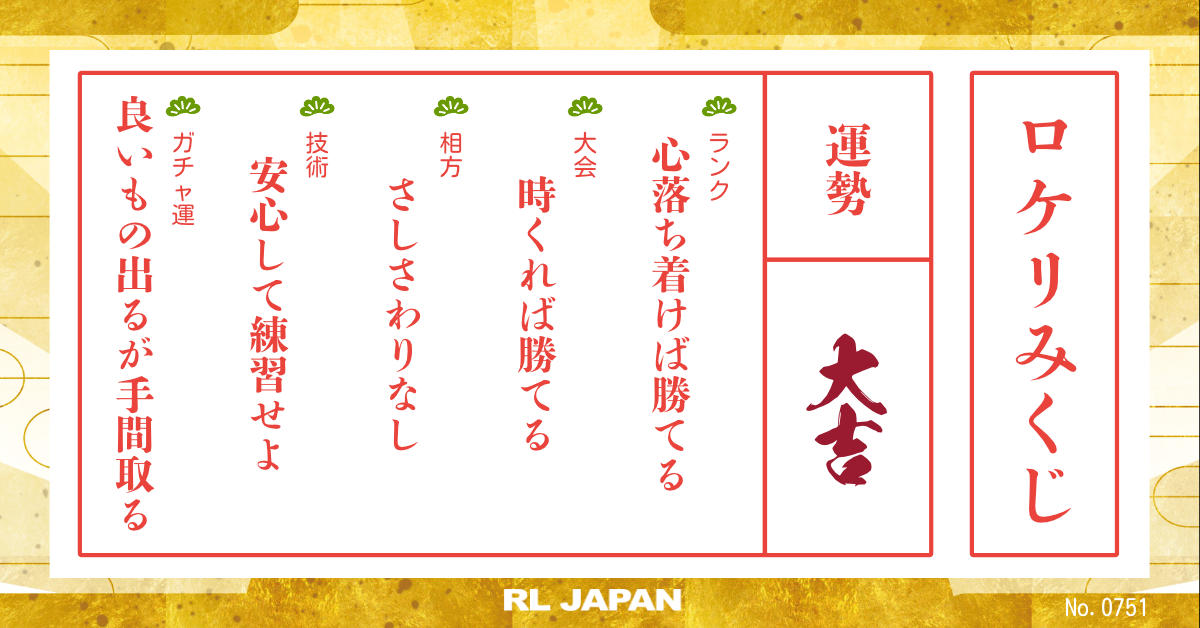 ロケリみくじ
運勢
大吉
ランク
心落ち着けば勝てる
大会
時くれば勝てる
相方
さしさわりなし
技術
安心して練習せよ
ガチャ運
良いもの出るが手間取る
RL JAPAN
No. 0751